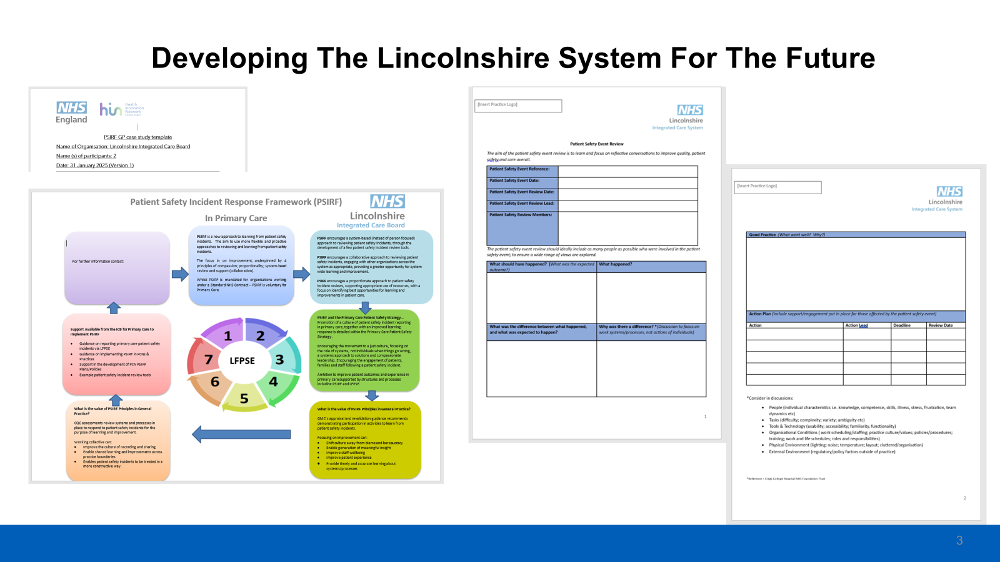 Developing The Lincolnshire System For The Future
NHS
England
hin
Health
Innovation
Network
South London
PSIRF GP case study template
Name of Organisation: Lincolnshire Integrated Care Board
Name (s) of participants: 2
Date: 31 January 2025 (Version 1)
Patient Safety Incident Response Framework (PSIRF)
In Primary Care
NHS
Lincolnshire
Integrated Care Board
For further information contact:
PSIRF is a new approach to learning from patient safety
incidents. The aim to use more flexible and proactive
approaches to reviewing and learning from patient safety
incidents.
The focus in on improvement, underpinned by 4
principles of compassion; proportionality; system-based
review and support (collaboration).
Whilst PSIRF is mandated for organisations working
under a Standard NHS Contract – PSIRF is voluntary for
Primary Care.
PSIRF encourages a system-based (instead of person focused)
approach to reviewing patient safety incidents, through the
development of a few patient safety incident review tools.
PSIRF encourages a collaborative approach to reviewing patient
safety incidents, engaging with other organisations across the
system as appropriate, providing a greater opportunity for system-
wide learning and improvement.
PSIRF encourages a proportionate approach to patient safety
incident reviews, supporting appropriate use of resources, with a
focus on identifying best opportunities for learning and
improvements in patient care.
Support Available from the ICB for Primary Care to
Implement PSIRF
• Guidance on reporting primary care patient safety
incidents via LFPSE
• Guidance on implementing PSIRF in PCNs &
Practices
• Support in the development of PCN PSIRF
Plans/Policies
• Example patient safety incident review tools
1
2
3
4
5
6
7
LFPSE
PSIRF and the Primary Care Patient Safety Strategy…
Promotion of a culture of patient safety incident reporting
in primary care, together with an improved learning
response is detailed within the Primary Care Patient Safety
Strategy.
Encouraging the movement to a just culture, focusing on
the role of systems, not individuals when things go wrong,
a systems approach to solutions and compassionate
leadership. Encouraging the engagement of patients,
families and staff following a patient safety incident.
Ambition to improve patient outcomes and experience in
primary care supported by structures and processes
including PSIRF and LFPSE.
What is the value of PSIRF Principles in General
Practice?
CQC assessments review systems and processes in
place to respond to patient safety incidents for the
purpose of learning and improvement.
Working collective can:
• Improve the culture of recording and sharing.
• Enable shared learning and improvements across
practice boundaries.
• Enables patient safety incidents to be treated in a
more constructive way.
What is the value of PSIRF Principles in General Practice?
GMC's appraisal and revalidation guidance recommends
demonstrating participation in activities to learn from
patient safety incidents.
Focusing on improvement can:
• Shift culture away from blame and bureaucracy
• Enable generation of meaningful insight
• Improve staff wellbeing
• Improve patient experience
• Provide timely and accurate learning about
systems/processes
[Insert Practice Logo]
NHS
Lincolnshire
Integrated Care System
Patient Safety Event Review
The aim of the patient safety event review is to learn and focus on reflective conversations to improve quality, patient
safety and care overall.
Patient Safety Event Reference:
Patient Safety Event Date:
Patient Safety Event Review Date:
Patient Safety Event Review Lead:
Patient Safety Review Members:
The patient safety event review should ideally include as many people as possible who were involved in the patient
safety event; to ensure a wide range of views are explored.
What should have happened? (What was the expected
outcome?)
What happened?
What was the difference between what happened,
and what was expected to happen?
Why was there a difference? *(Discussion to focus on
work systems/processes, not actions of individuals)
1
[Insert Practice Logo]
NHS
Lincolnshire
Integrated Care System
Good Practice (What went well? Why?)
Action Plan (include support/engagement put in place for those affected by the patient safety event)
Action Action Lead Deadline Review Date
*Consider in discussions:
• People (individual characteristics i.e. knowledge, competence, skills, illness, stress, frustration, team
dynamics etc)
• Tasks (difficulty; complexity; variety; ambiguity etc)
• Tools & Technology (usability; accessibility; familiarity, functionality)
• Organisational Conditions ( work scheduling/staffing; practice culture/values; policies/procedures;
training; work and life schedules; roles and responsibilities)
• Physical Environment (lighting; noise; temperature; layout; cluttered/organisation)
• External Environment (regulatory/policy factors outside of practice)
*Reference – Kings College Hospital NHS Foundation Trust
2
3